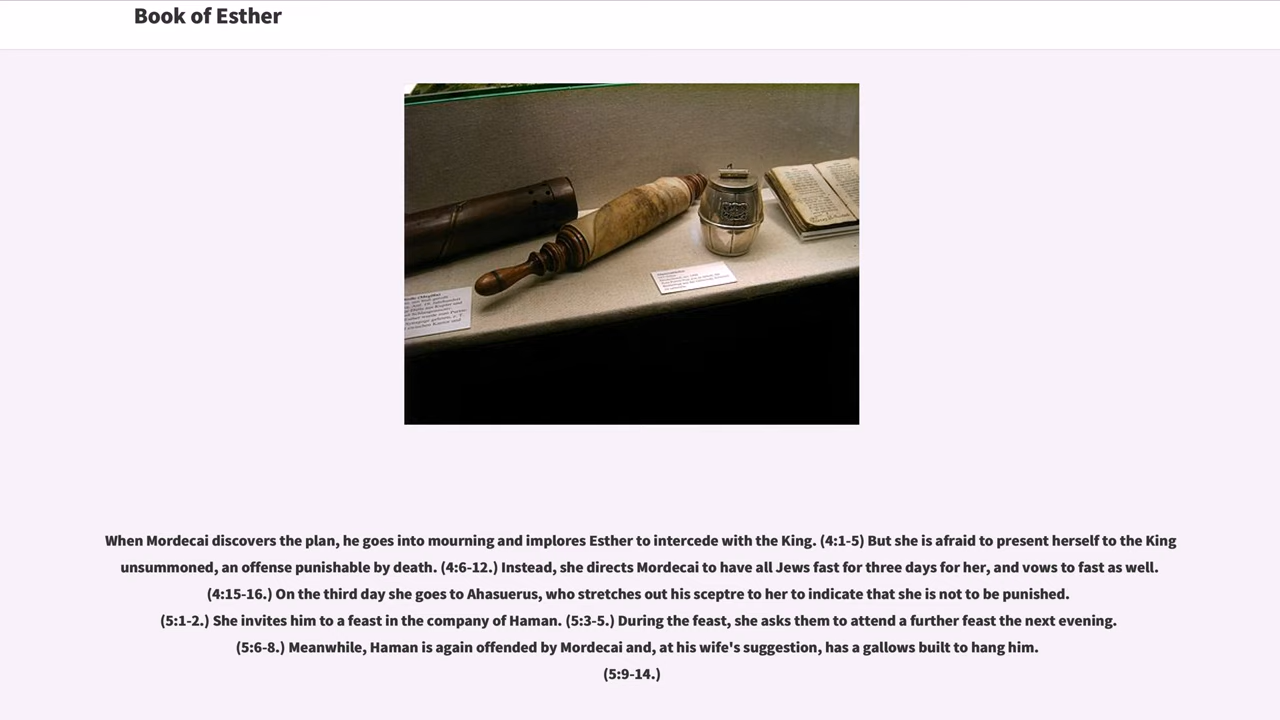 Book of Esther
When Mordecai discovers the plan, he goes into mourning and implores Esther to intercede with the King. (4:1-5) But she is afraid to present herself to the King
unsummoned, an offense punishable by death. (4:6-12.) Instead, she directs Mordecai to have all Jews fast for three days for her, and vows to fast as well.
(4:15-16.) On the third day she goes to Ahasuerus, who stretches out his sceptre to her to indicate that she is not to be punished.
(5:1-2.) She invites him to a feast in the company of Haman. (5:3-5.) During the feast, she asks them to attend a further feast the next evening.
(5:6-8.) Meanwhile, Haman is again offended by Mordecai and, at his wife's suggestion, has a gallows built to hang him.
(5:9-14.)